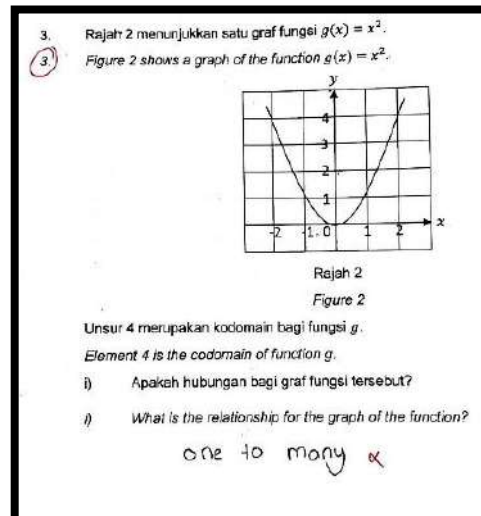 3. Rajah 2 menunjukkan satu graf fungsi g(x) = x².
3. Figure 2 shows a graph of the function g(x) = x².
y
4
3
2
1
-2 -1 0 1 2 x
Rajah 2
Figure 2
Unsur 4 merupakan kodomain bagi fungsi g.
Element 4 is the codomain of function g.
i) Apakah hubungan bagi graf fungsi tersebut?
i) What is the relationship for the graph of the function?
one to many ×